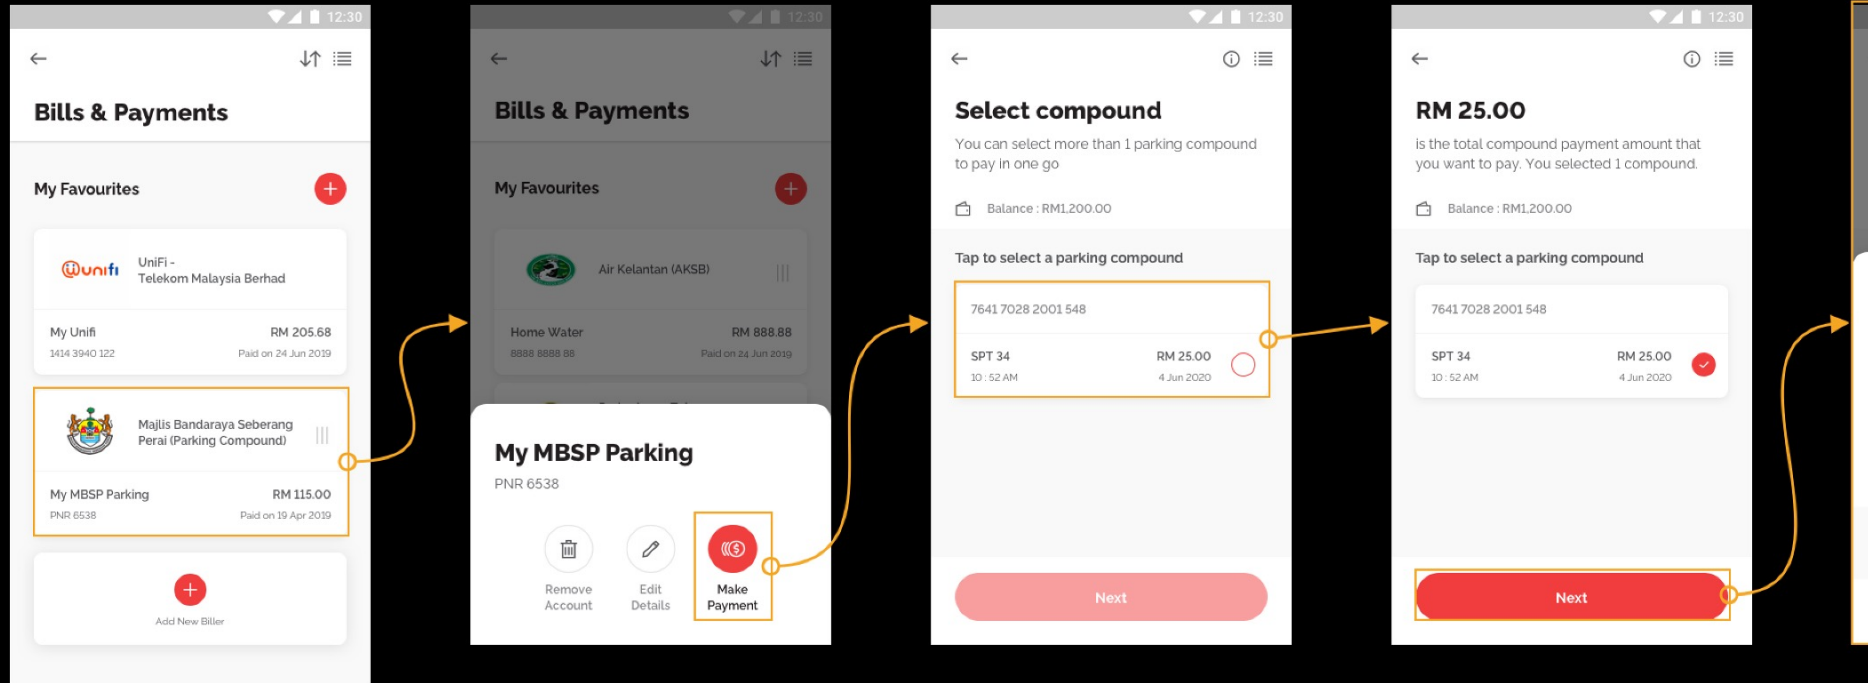 12:30
Bills & Payments
My Favourites
unifi
UniFi -
Telekom Malaysia Berhad
My Unifi
RM 205.68
1414 3940 122
Paid on 24 Jun 2019
Majlis Bandaraya Seberang
Perai (Parking Compound)
My MBSP Parking
RM 115.00
PNR 6538
Paid on 19 Apr 2019
Add New Biller
12:30
Bills & Payments
My Favourites
Air Kelantan (AKSB)
Home Water
RM 888.88
8888 8888 88
Paid on 24 Jun 2019
My MBSP Parking
PNR 6538
Remove
Account
Edit
Details
Make
Payment
12:30
Select compound
You can select more than 1 parking compound
to pay in one go
Balance : RM1,200.00
Tap to select a parking compound
7641 7028 2001 548
SPT 34
RM 25.00
10 : 52 AM
4 Jun 2020
Next
12:30
RM 25.00
is the total compound payment amount that
you want to pay. You selected 1 compound.
Balance : RM1,200.00
Tap to select a parking compound
7641 7028 2001 548
SPT 34
RM 25.00
10 : 52 AM
4 Jun 2020
Next